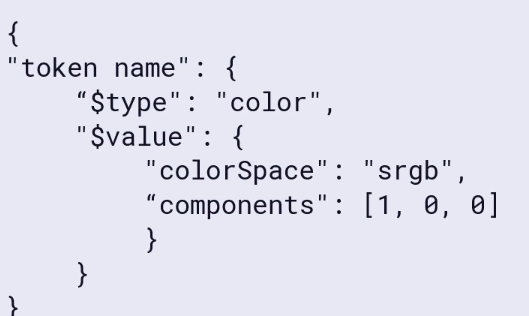 {
"token name": {
“$type": "color",
"$value": {
"colorSpace": "srgb",
“components": [1, 0, 0]
}
}
}